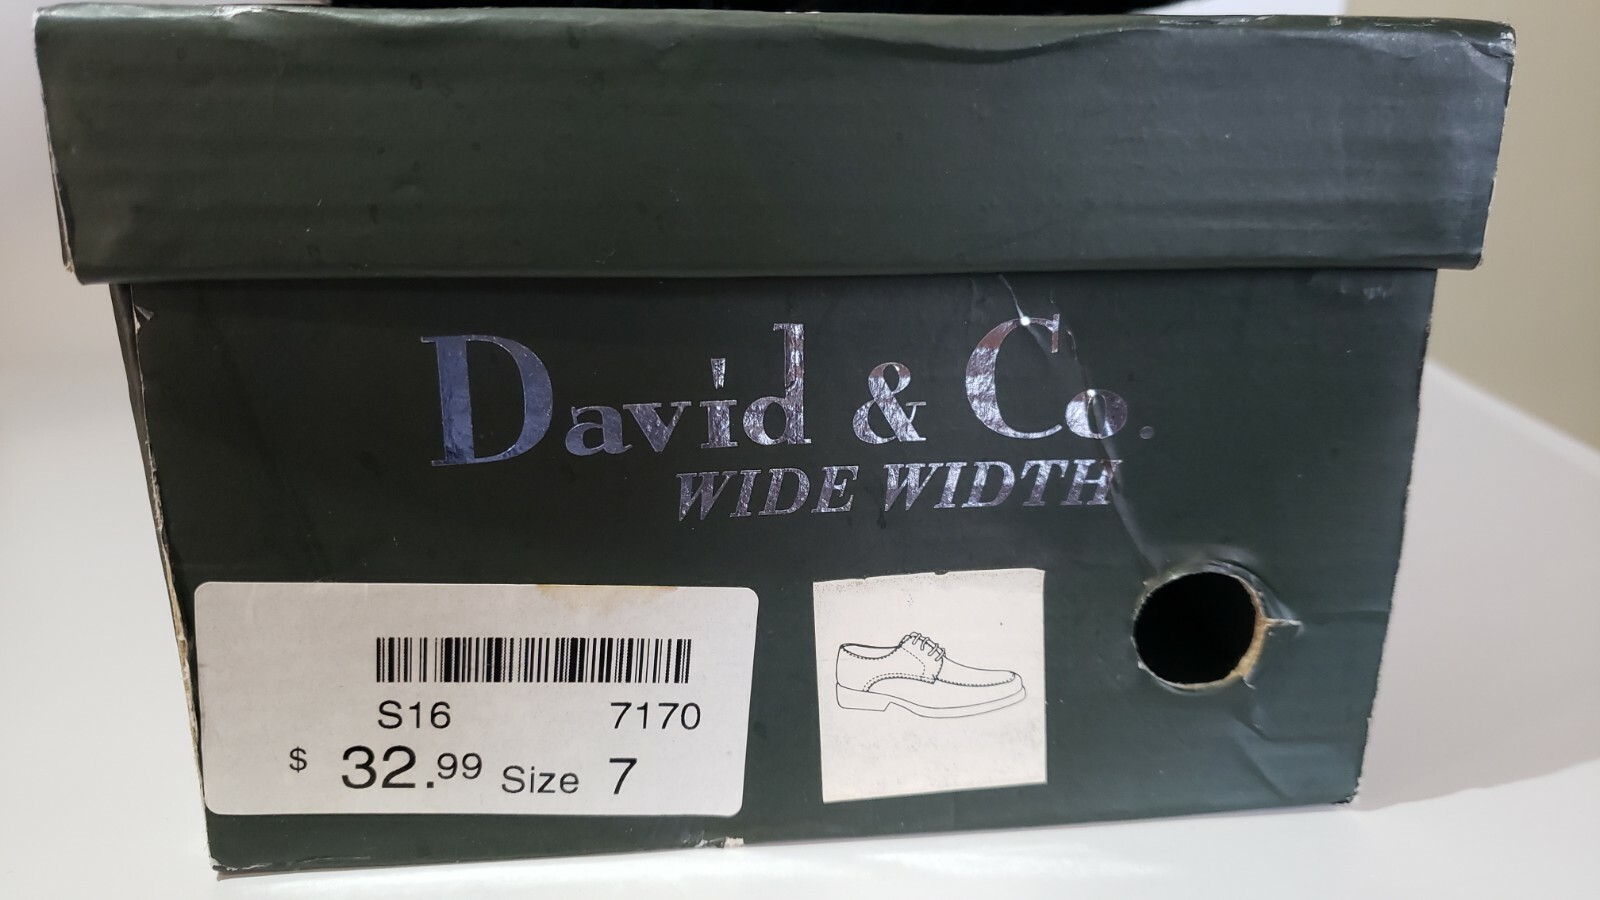 David & Co.
WIDE WIDTH
S16 7170
$ 32.99 Size 7